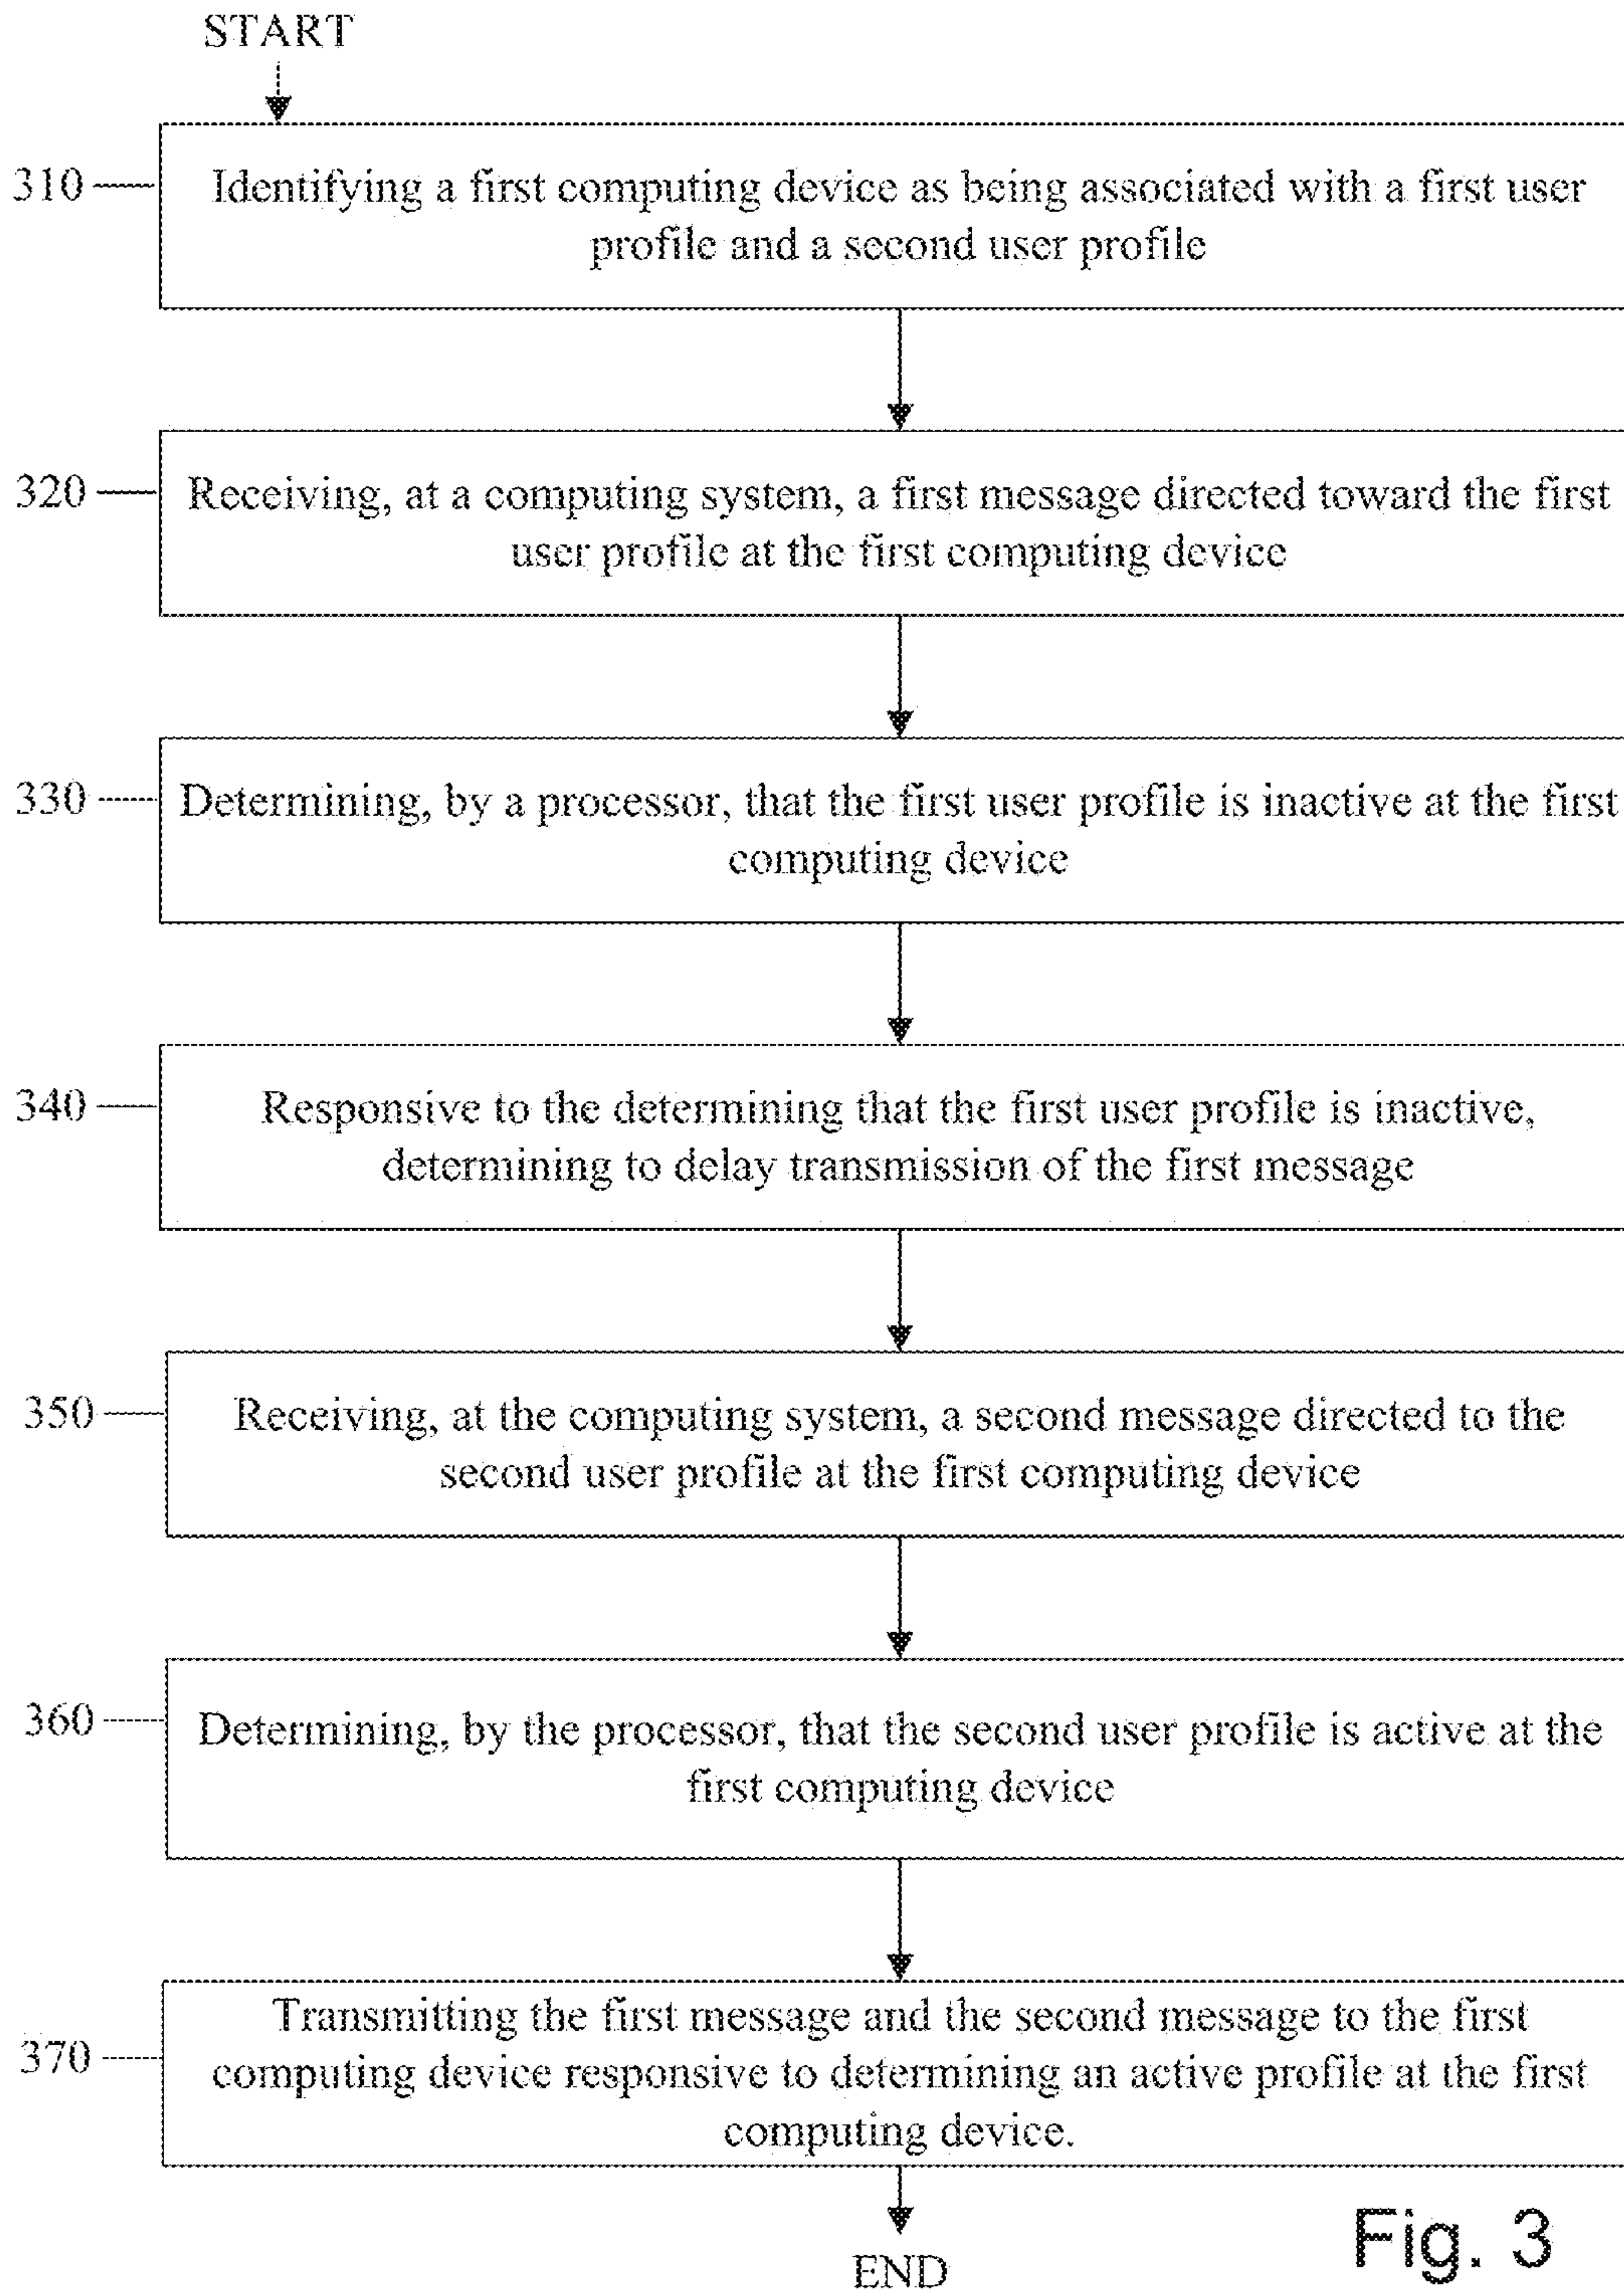 START
310
Identifying a first computing device as being associated with a first user
profile and a second user profile
320
Receiving, at a computing system, a first message directed toward the first
user profile at the first computing device
330
Determining, by a processor, that the first user profile is inactive at the first
computing device
340
Responsive to the determining that the first user profile is inactive,
determining to delay transmission of the first message
350
Receiving, at the computing system, a second message directed to the
second user profile at the first computing device
360
Determining, by the processor, that the second user profile is active at the
first computing device
370
Transmitting the first message and the second message to the first
computing device responsive to determining an active profile at the first
computing device.
END
Fig. 3